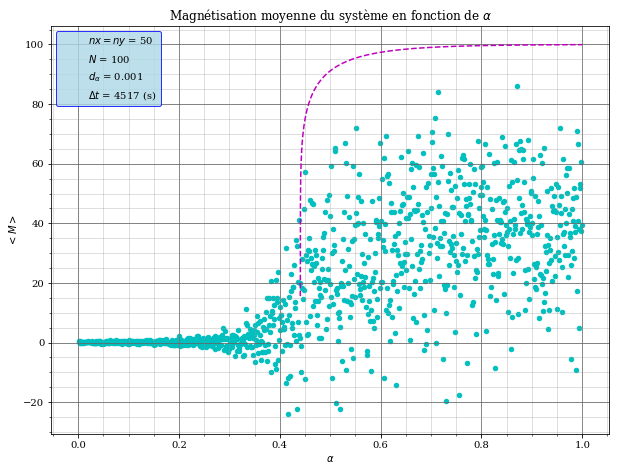 Magnétisation moyenne du système en fonction de α
nx = ny = 50
N = 100
dα = 0.001
Δt = 4517 (s)
100
80
60
40
20
0
−20
< M >
0.0 0.2 0.4 0.6 0.8 1.0
α